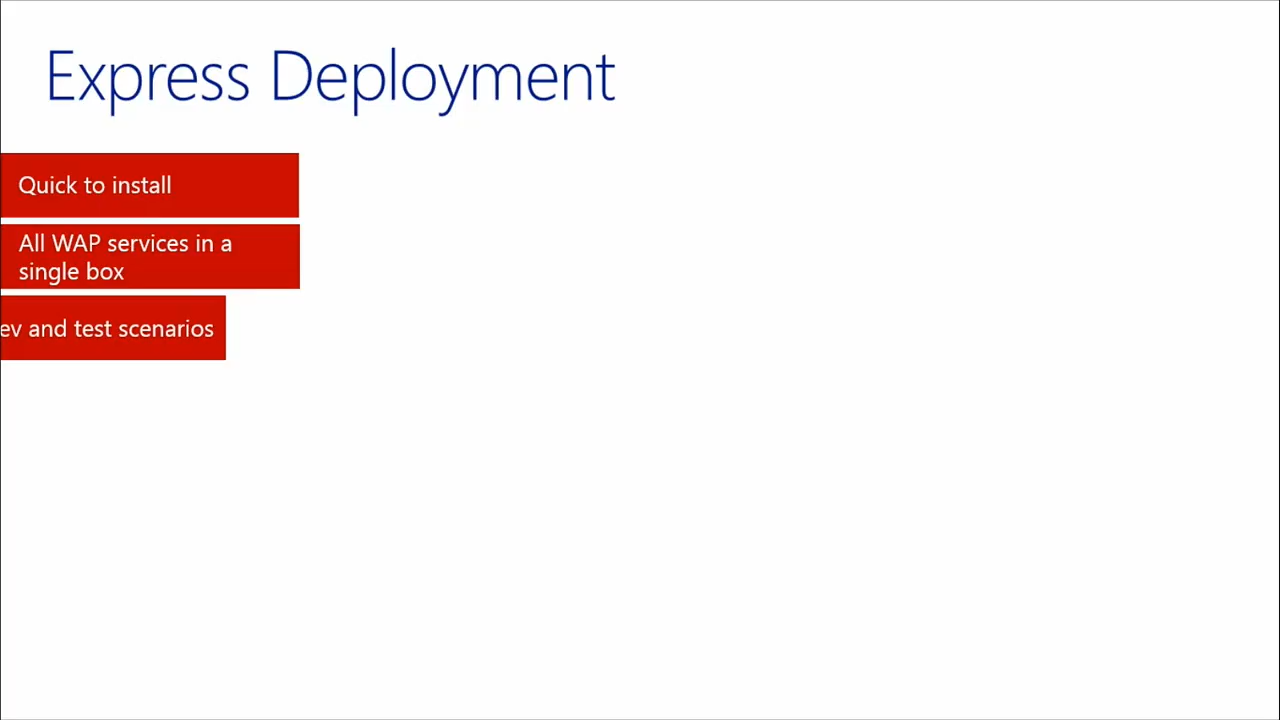 Express Deployment
Quick to install
All WAP services in a
single box
ev and test scenarios